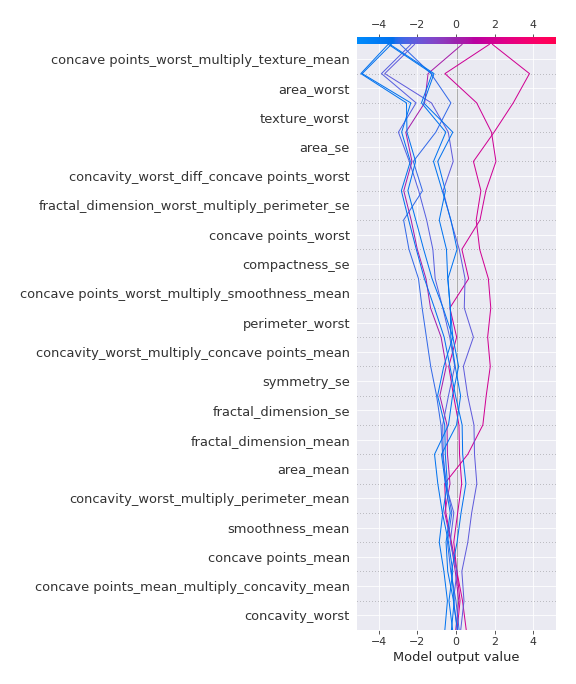 −4 −2 0 2 4
concave points_worst_multiply_texture_mean
area_worst
texture_worst
area_se
concavity_worst_diff_concave points_worst
fractal_dimension_worst_multiply_perimeter_se
concave points_worst
compactness_se
concave points_worst_multiply_smoothness_mean
perimeter_worst
concavity_worst_multiply_concave points_mean
symmetry_se
fractal_dimension_se
fractal_dimension_mean
area_mean
concavity_worst_multiply_perimeter_mean
smoothness_mean
concave points_mean
concave points_mean_multiply_concavity_mean
concavity_worst
−4 −2 0 2 4
Model output value